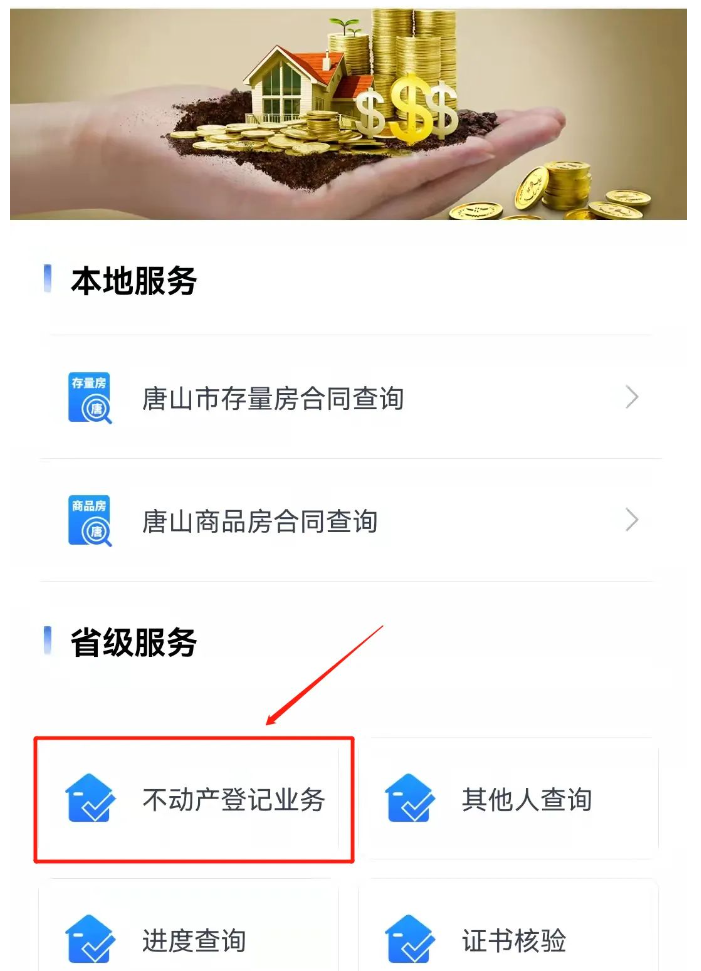 本地服务
存量房
唐
唐山市存量房合同查询
商品房
唐
唐山商品房合同查询
省级服务
不动产登记业务
其他人查询
进度查询
证书核验